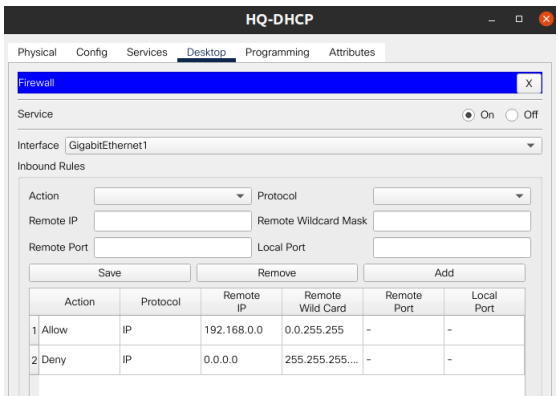 HQ-DHCP
Physical Config Services Desktop Programming Attributes
Firewall X
Service On Off
Interface GigabitEthernet1
Inbound Rules
Action Protocol
Remote IP Remote Wildcard Mask
Remote Port Local Port
Save Remove Add
Action Protocol Remote IP Remote Wild Card Remote Port Local Port
1 Allow IP 192.168.0.0 0.0.255.255 - -
2 Deny IP 0.0.0.0 255.255.255.... - -